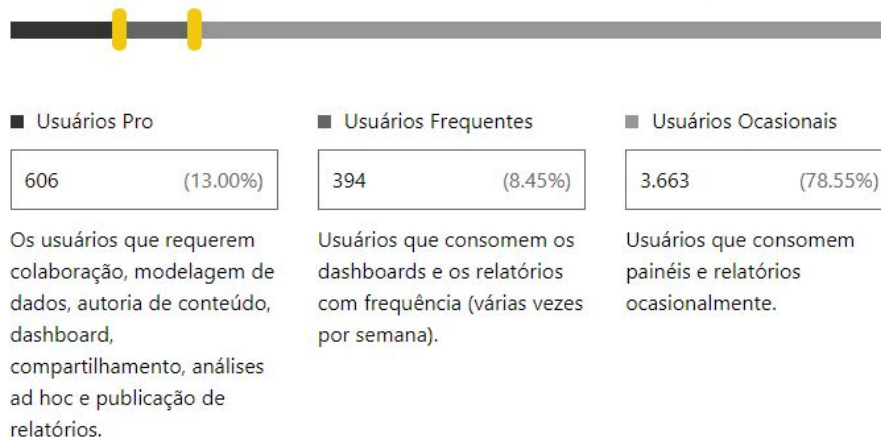 Usuários Pro
606 (13.00%)
Os usuários que requerem
colaboração, modelagem de
dados, autoria de conteúdo,
dashboard,
compartilhamento, análises
ad hoc e publicação de
relatórios.
Usuários Frequentes
394 (8.45%)
Usuários que consomem os
dashboards e os relatórios
com frequência (várias vezes
por semana).
Usuários Ocasionais
3.663 (78.55%)
Usuários que consomem
painéis e relatórios
ocasionalmente.